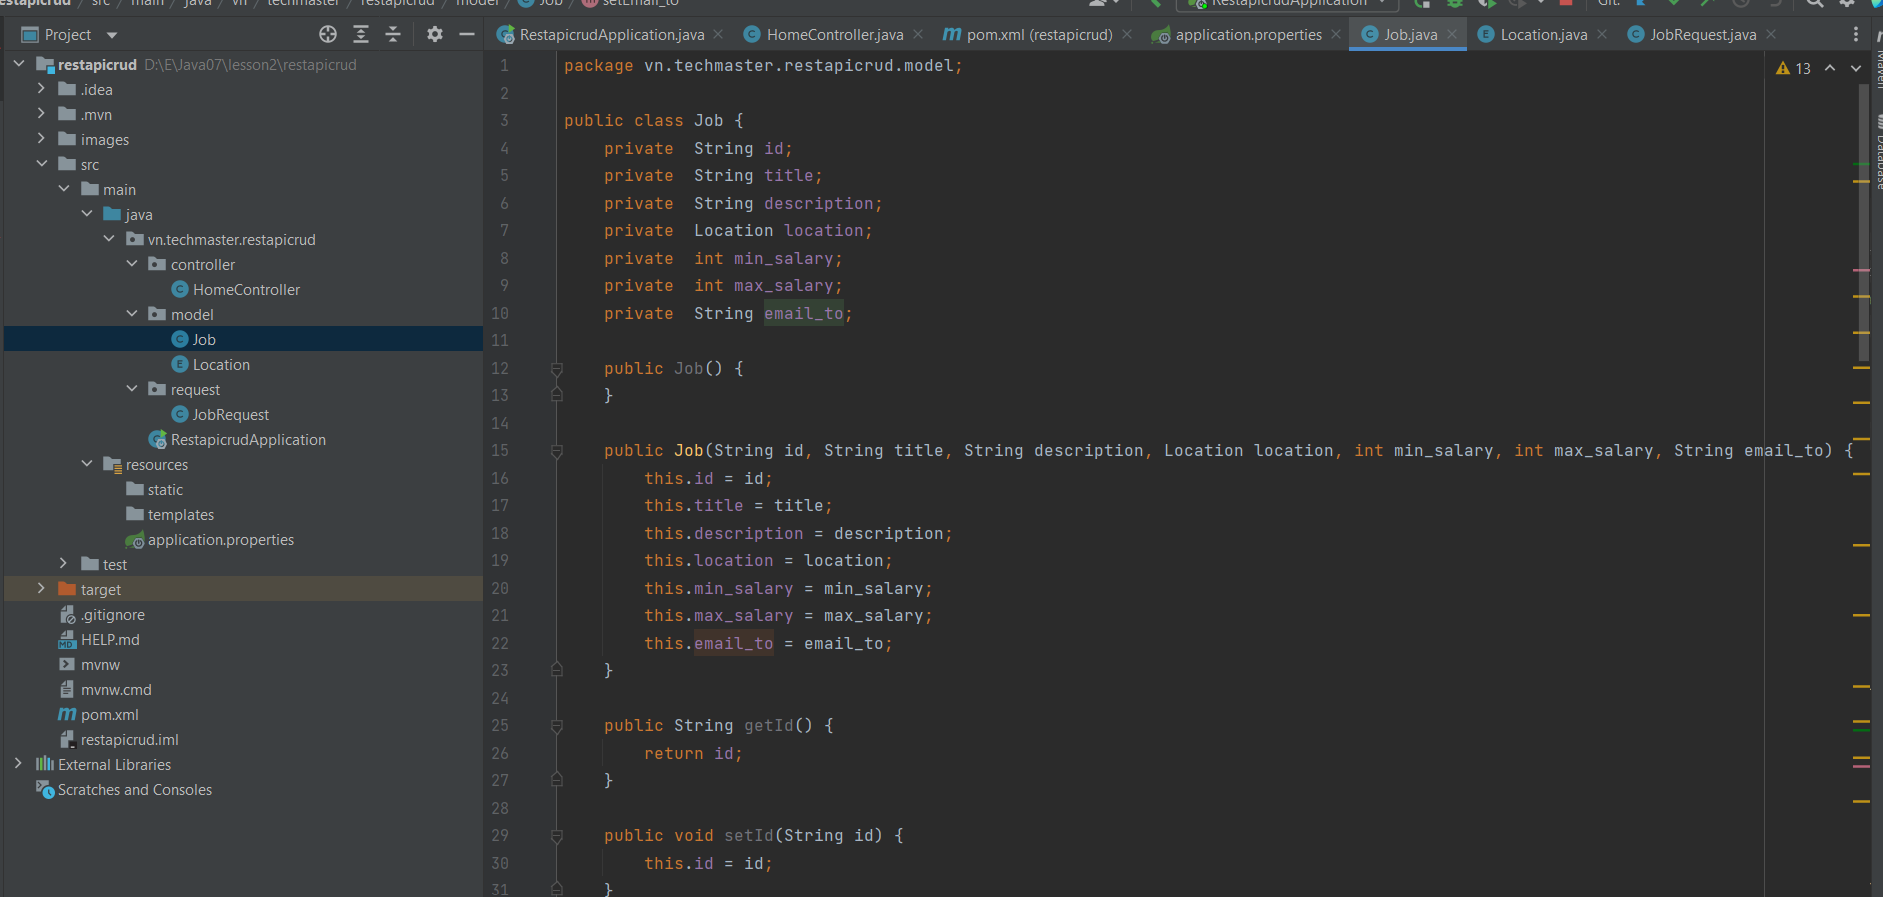 restapicrud / src / main / java / vn / techmaster / restapicrud / model / Job / setEmail_to
RestapicrudApplication
Git:
Project
RestapicrudApplication.java
HomeController.java
pom.xml (restapicrud)
application.properties
Job.java
Location.java
JobRequest.java
restapicrud D:\E\Java07\lesson2\restapicrud
.idea
.mvn
images
src
main
java
vn.techmaster.restapicrud
controller
HomeController
model
Job
Location
request
JobRequest
RestapicrudApplication
resources
static
templates
application.properties
test
target
.gitignore
HELP.md
mvnw
mvnw.cmd
pom.xml
restapicrud.iml
External Libraries
Scratches and Consoles
1 package vn.techmaster.restapicrud.model;
2
3 public class Job {
4     private  String id;
5     private  String title;
6     private  String description;
7     private  Location location;
8     private  int min_salary;
9     private  int max_salary;
10     private  String email_to;
11
12     public Job() {
13     }
14
15     public Job(String id, String title, String description, Location location, int min_salary, int max_salary, String email_to) {
16         this.id = id;
17         this.title = title;
18         this.description = description;
19         this.location = location;
20         this.min_salary = min_salary;
21         this.max_salary = max_salary;
22         this.email_to = email_to;
23     }
24
25     public String getId() {
26         return id;
27     }
28
29     public void setId(String id) {
30         this.id = id;
31     }
13
Maven
Database